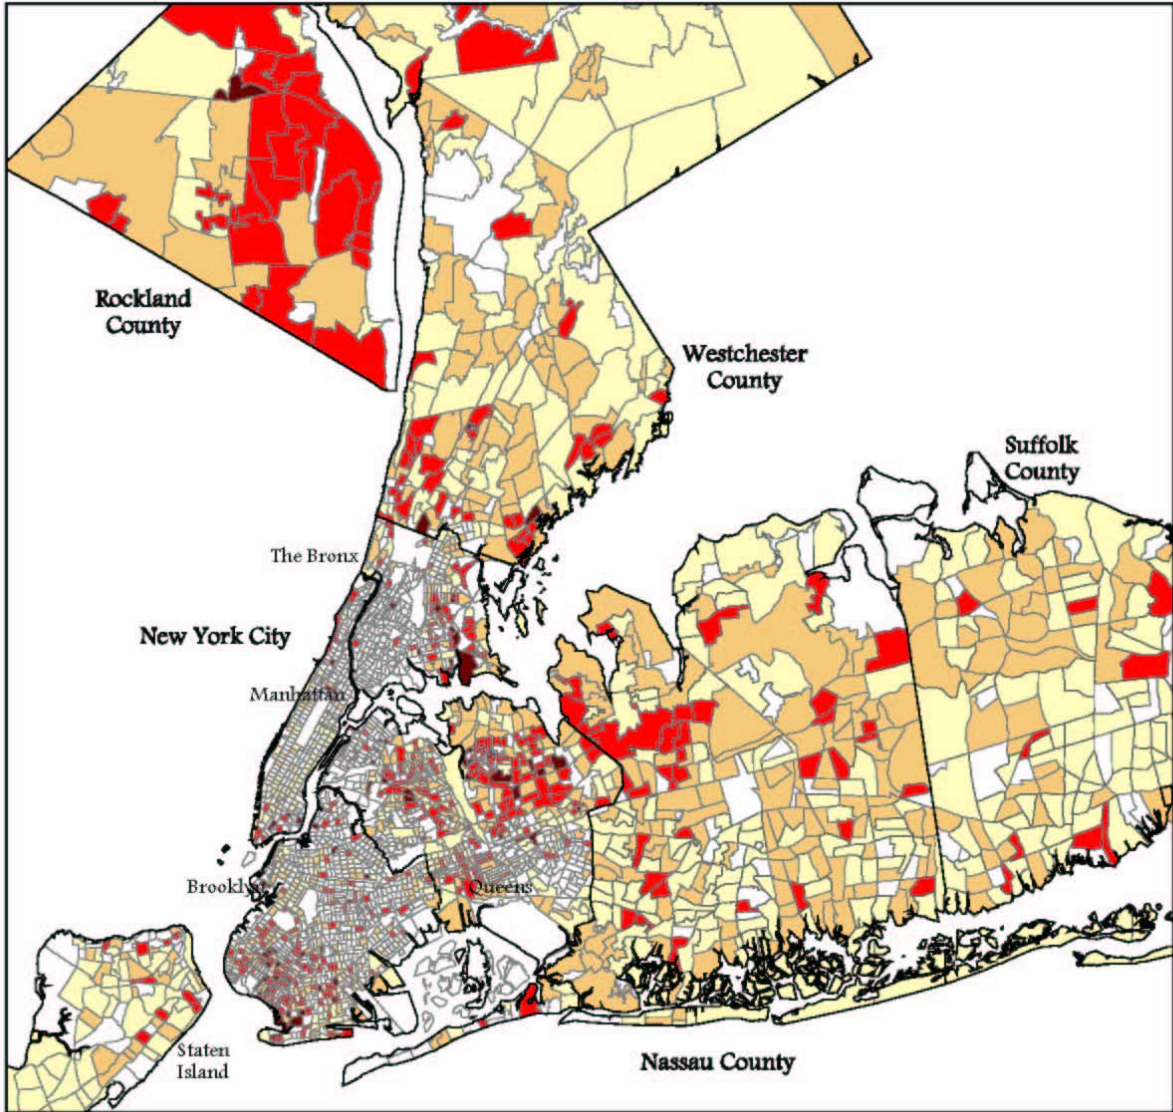 Rockland
County
Westchester
County
Suffolk
County
The Bronx
New York City
Manhattan
Brooklyn
Queens
Staten
Island
Nassau County